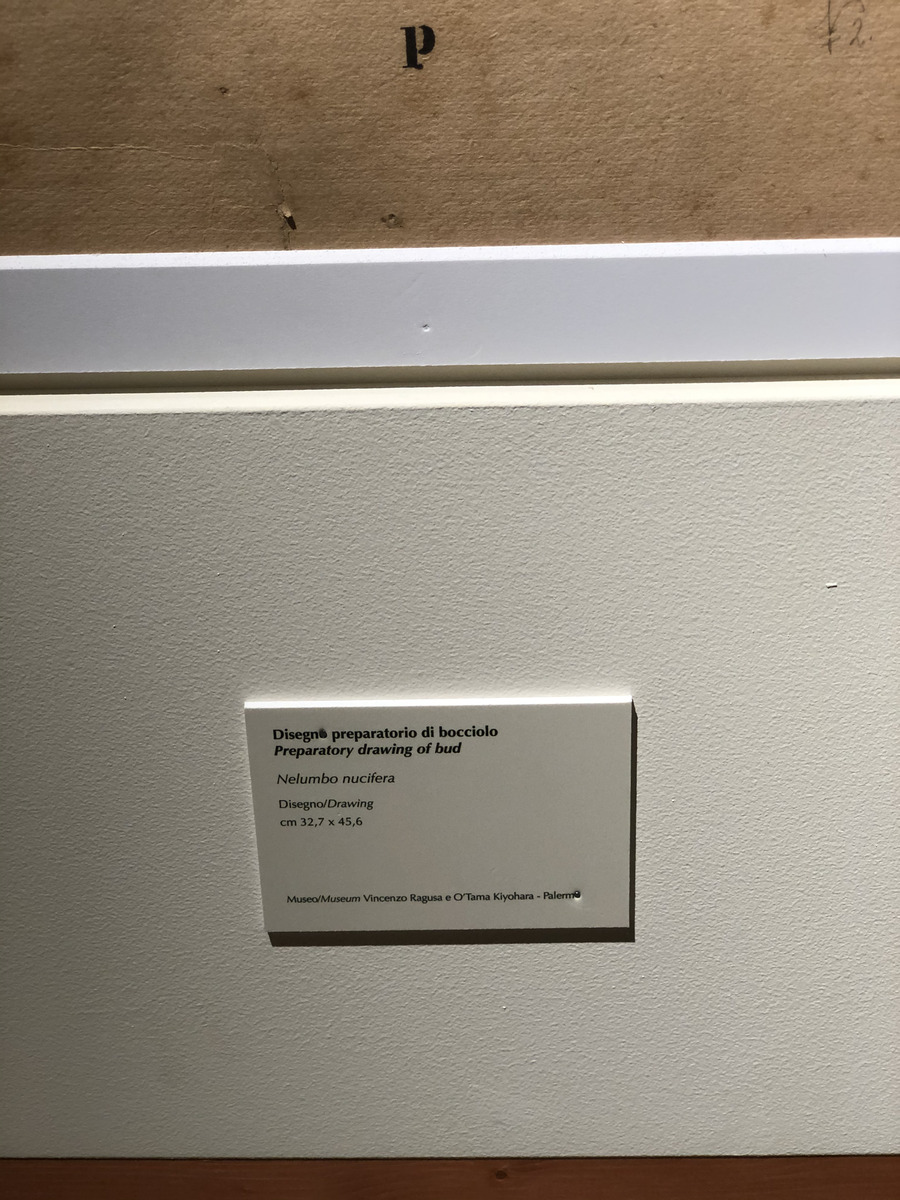 p
Disegno preparatorio di bocciolo
Preparatory drawing of bud
Nelumbo nucifera
Disegno/Drawing
cm 32,7 x 45,6
Museo/Museum Vincenzo Ragusa e O'Tama Kiyohara - Palermo